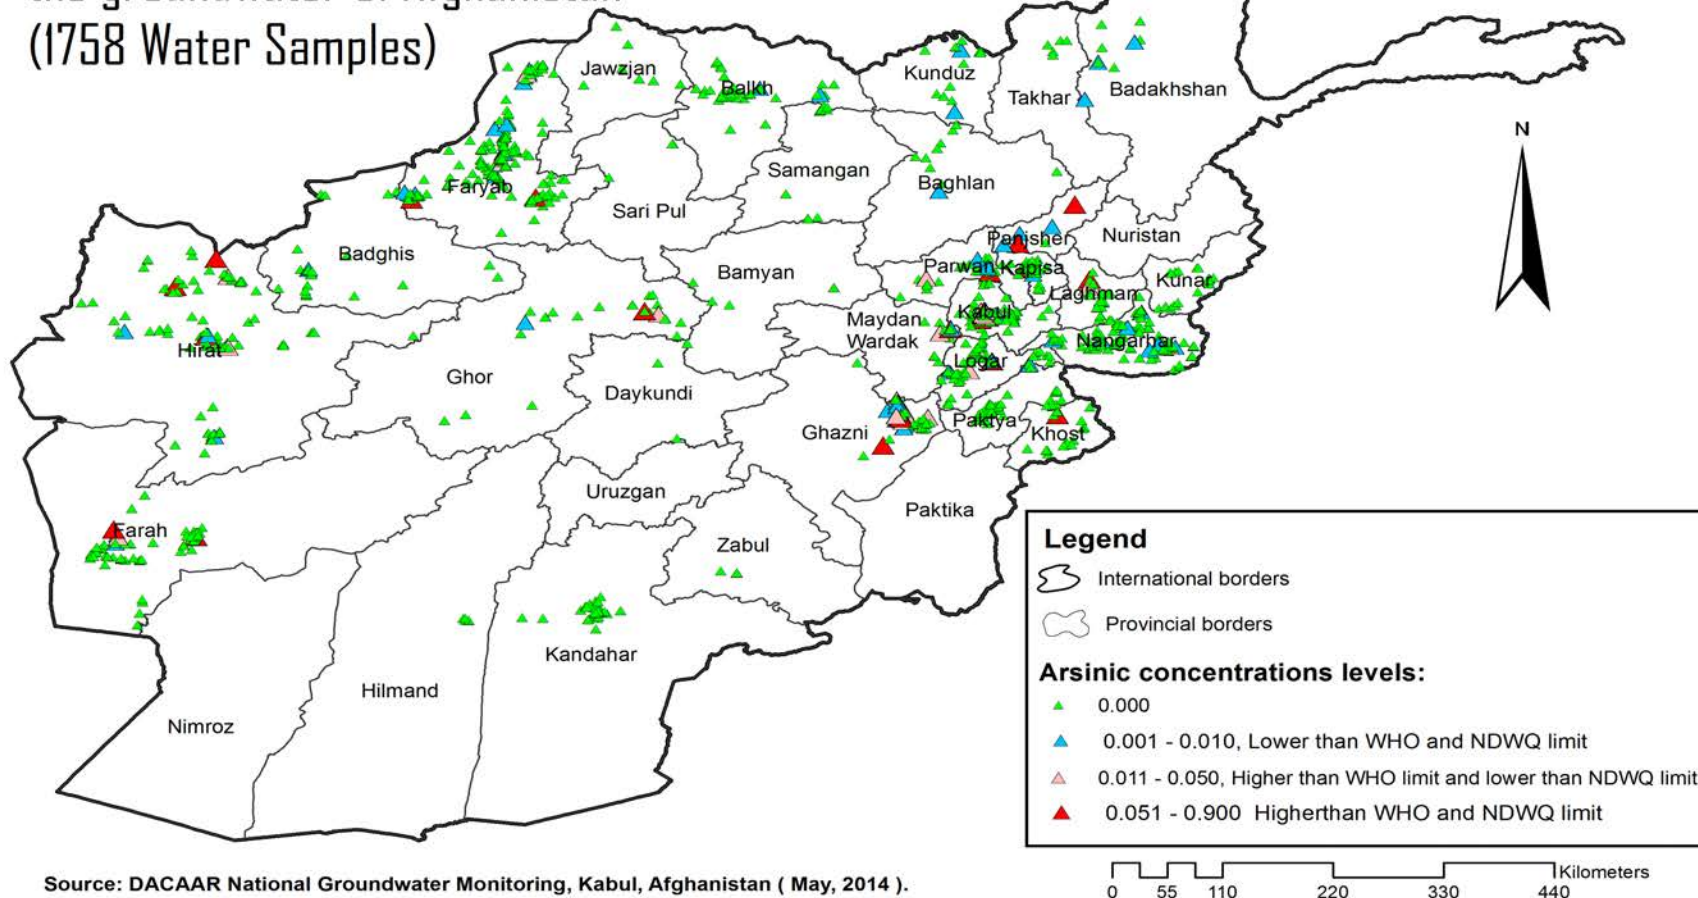 the groundwater of Afghanistan
(1758 Water Samples)
Jawzjan
Balkh
Kunduz
Takhar
Badakhshan
Samangan
Baghlan
Faryab
Sari Pul
Badghis
Panisher
Nuristan
Bamyan
Parwan
Kapisa
Kunar
Laghman
Kabul
Maydan
Wardak
Nangarhar
Hirat
Logar
Ghor
Daykundi
Ghazni
Paktya
Khost
Uruzgan
Paktika
Farah
Zabul
Kandahar
Hilmand
Nimroz
N
Legend
International borders
Provincial borders
Arsinic concentrations levels:
0.000
0.001 - 0.010, Lower than WHO and NDWQ limit
0.011 - 0.050, Higher than WHO limit and lower than NDWQ limit
0.051 - 0.900 Higherthan WHO and NDWQ limit
Kilometers
0 55 110 220 330 440
Source: DACAAR National Groundwater Monitoring, Kabul, Afghanistan ( May, 2014 ).